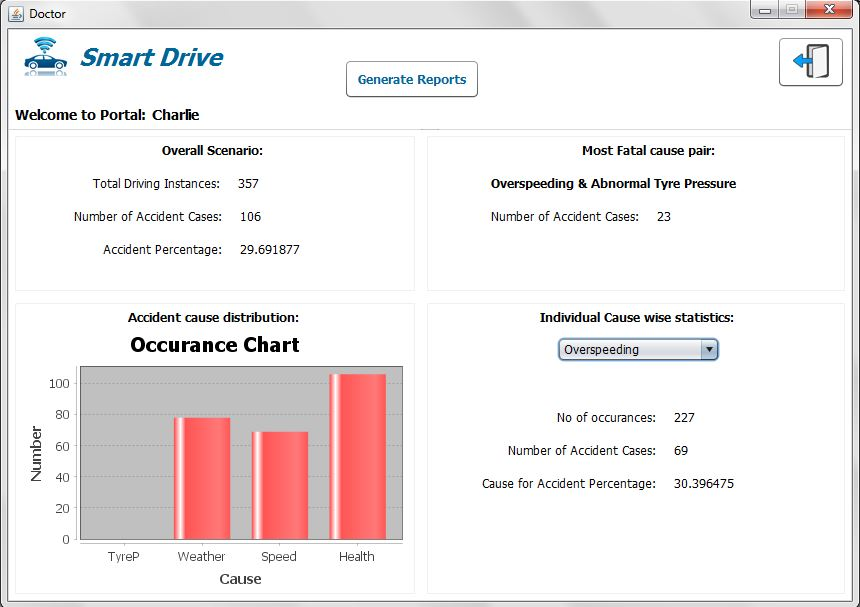 Doctor
Smart Drive
Generate Reports
Welcome to Portal: Charlie
Overall Scenario:
Total Driving Instances: 357
Number of Accident Cases: 106
Accident Percentage: 29.691877
Most Fatal cause pair:
Overspeeding & Abnormal Tyre Pressure
Number of Accident Cases: 23
Accident cause distribution:
Occurance Chart
Number
100
80
60
40
20
0
TyreP Weather Speed Health
Cause
Individual Cause wise statistics:
Overspeeding
No of occurances: 227
Number of Accident Cases: 69
Cause for Accident Percentage: 30.396475